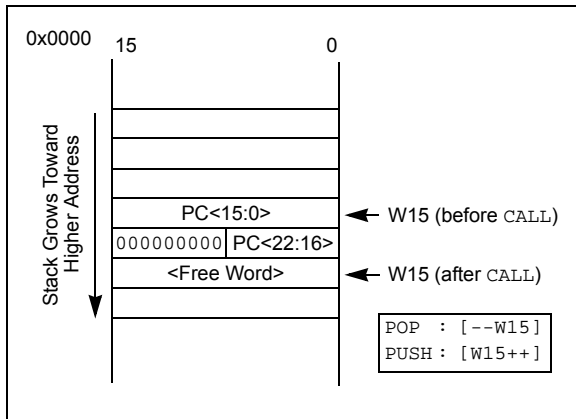 0x0000
15 0
Stack Grows Toward
Higher Address
PC<15:0>
W15 (before CALL)
000000000 PC<22:16>
<Free Word>
W15 (after CALL)
POP : [--W15]
PUSH : [W15++]